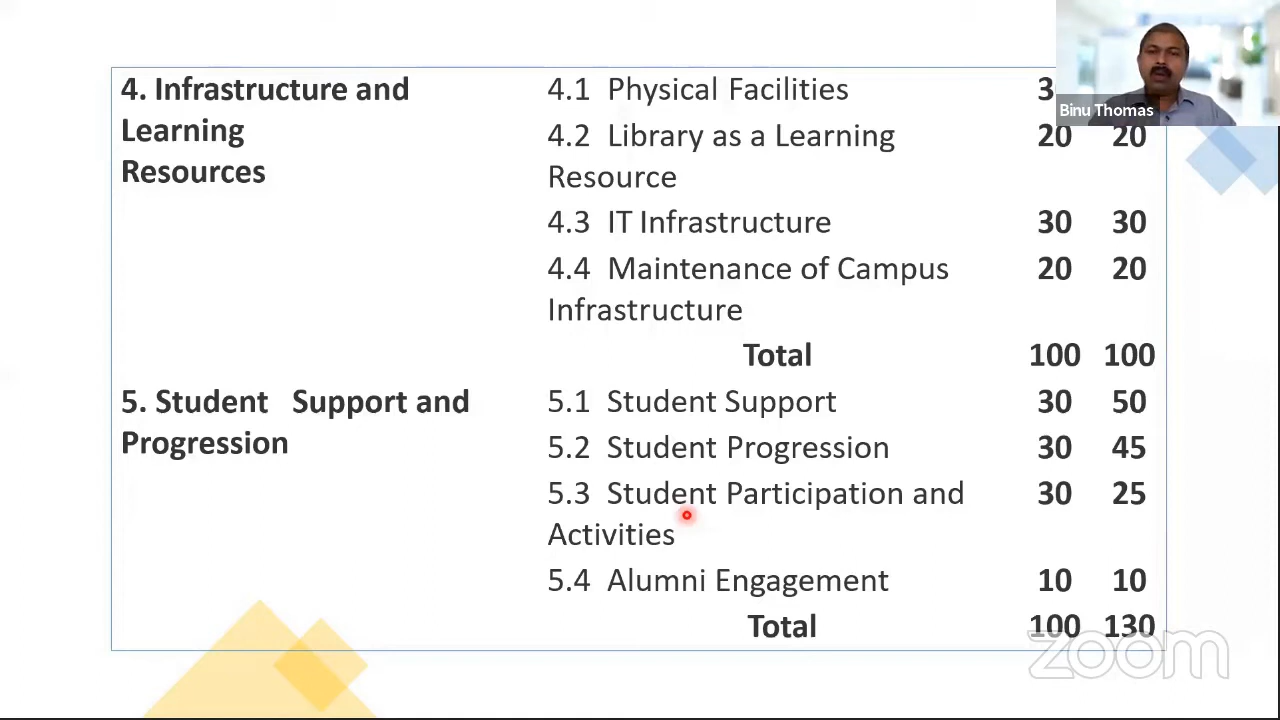 4. Infrastructure and
Learning
Resources
4.1 Physical Facilities
4.2 Library as a Learning
Resource
20 20
4.3 IT Infrastructure 30 30
4.4 Maintenance of Campus
Infrastructure
20 20
Total 100 100
5. Student Support and
Progression
5.1 Student Support 30 50
5.2 Student Progression 30 45
5.3 Student Participation and
Activities
30 25
5.4 Alumni Engagement 10 10
Total 100 130
Binu Thomas
zoom